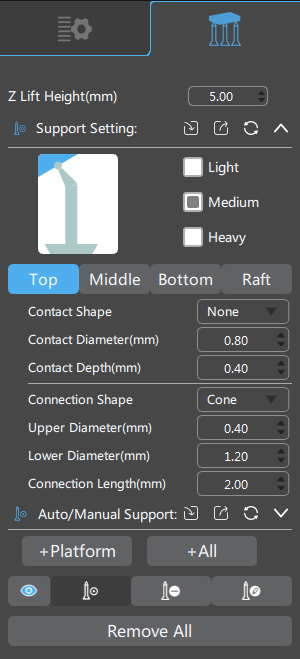 Z Lift Height(mm) 5.00
Support Setting:
Light
Medium
Heavy
Top Middle Bottom Raft
Contact Shape None
Contact Diameter(mm) 0.80
Contact Depth(mm) 0.40
Connection Shape Cone
Upper Diameter(mm) 0.40
Lower Diameter(mm) 1.20
Connection Length(mm) 2.00
Auto/Manual Support:
+Platform +All
Remove All